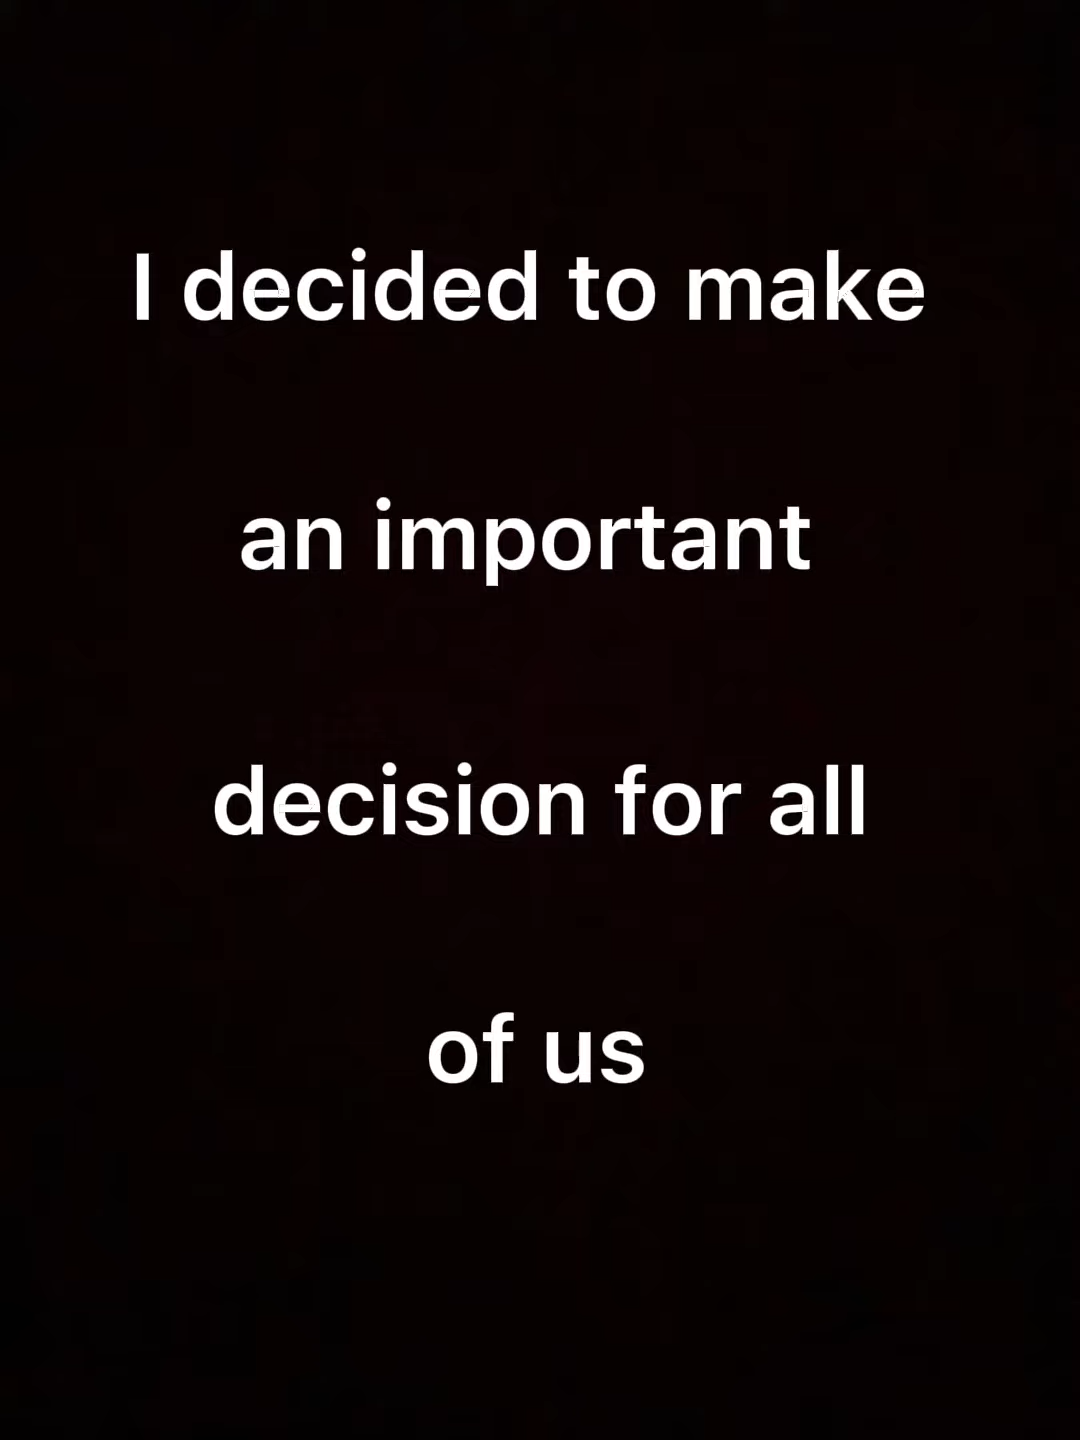 I decided to make
an important
decision for all
of us